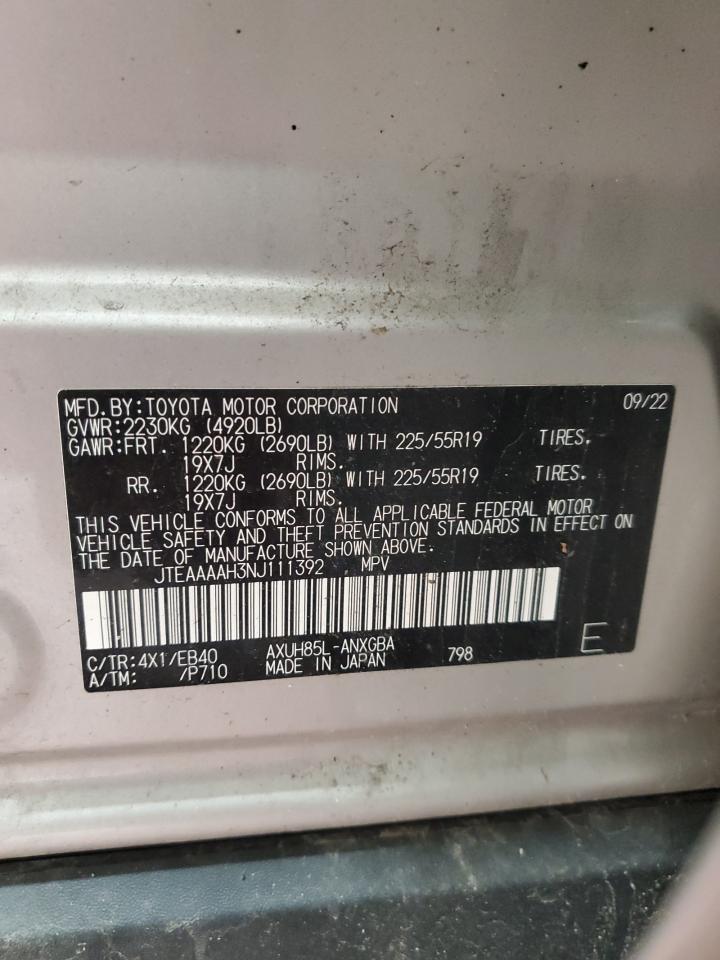 MFD.BY:TOYOTA MOTOR CORPORATION 09/22
GVWR:2230KG (4920LB)
GAWR:FRT. 1220KG (2690LB) WITH 225/55R19 TIRES.
19X7J RIMS.
RR. 1220KG (2690LB) WITH 225/55R19 TIRES.
19X7J RIMS.
THIS VEHICLE CONFORMS TO ALL APPLICABLE FEDERAL MOTOR
VEHICLE SAFETY AND THEFT PREVENTION STANDARDS IN EFFECT ON
THE DATE OF MANUFACTURE SHOWN ABOVE.
JTEAAAAH3NJ111392 MPV
C/TR:4X1/EB40 AXUH85L-ANXGBA 798 E
A/TM: /P710 MADE IN JAPAN